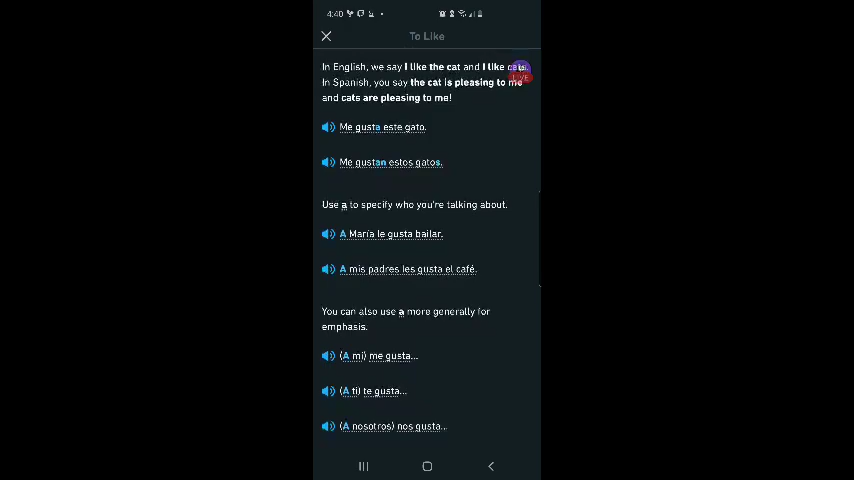 4:40
To Like
In English, we say I like the cat and I like cats.
In Spanish, you say the cat is pleasing to me
and cats are pleasing to me!
LIVE
Me gusta este gato.
Me gustan estos gatos.
Use a to specify who you're talking about.
A María le gusta bailar.
A mis padres les gusta el café.
You can also use a more generally for
emphasis.
(A mi) me gusta...
(A ti) te gusta...
(A nosotros) nos gusta...